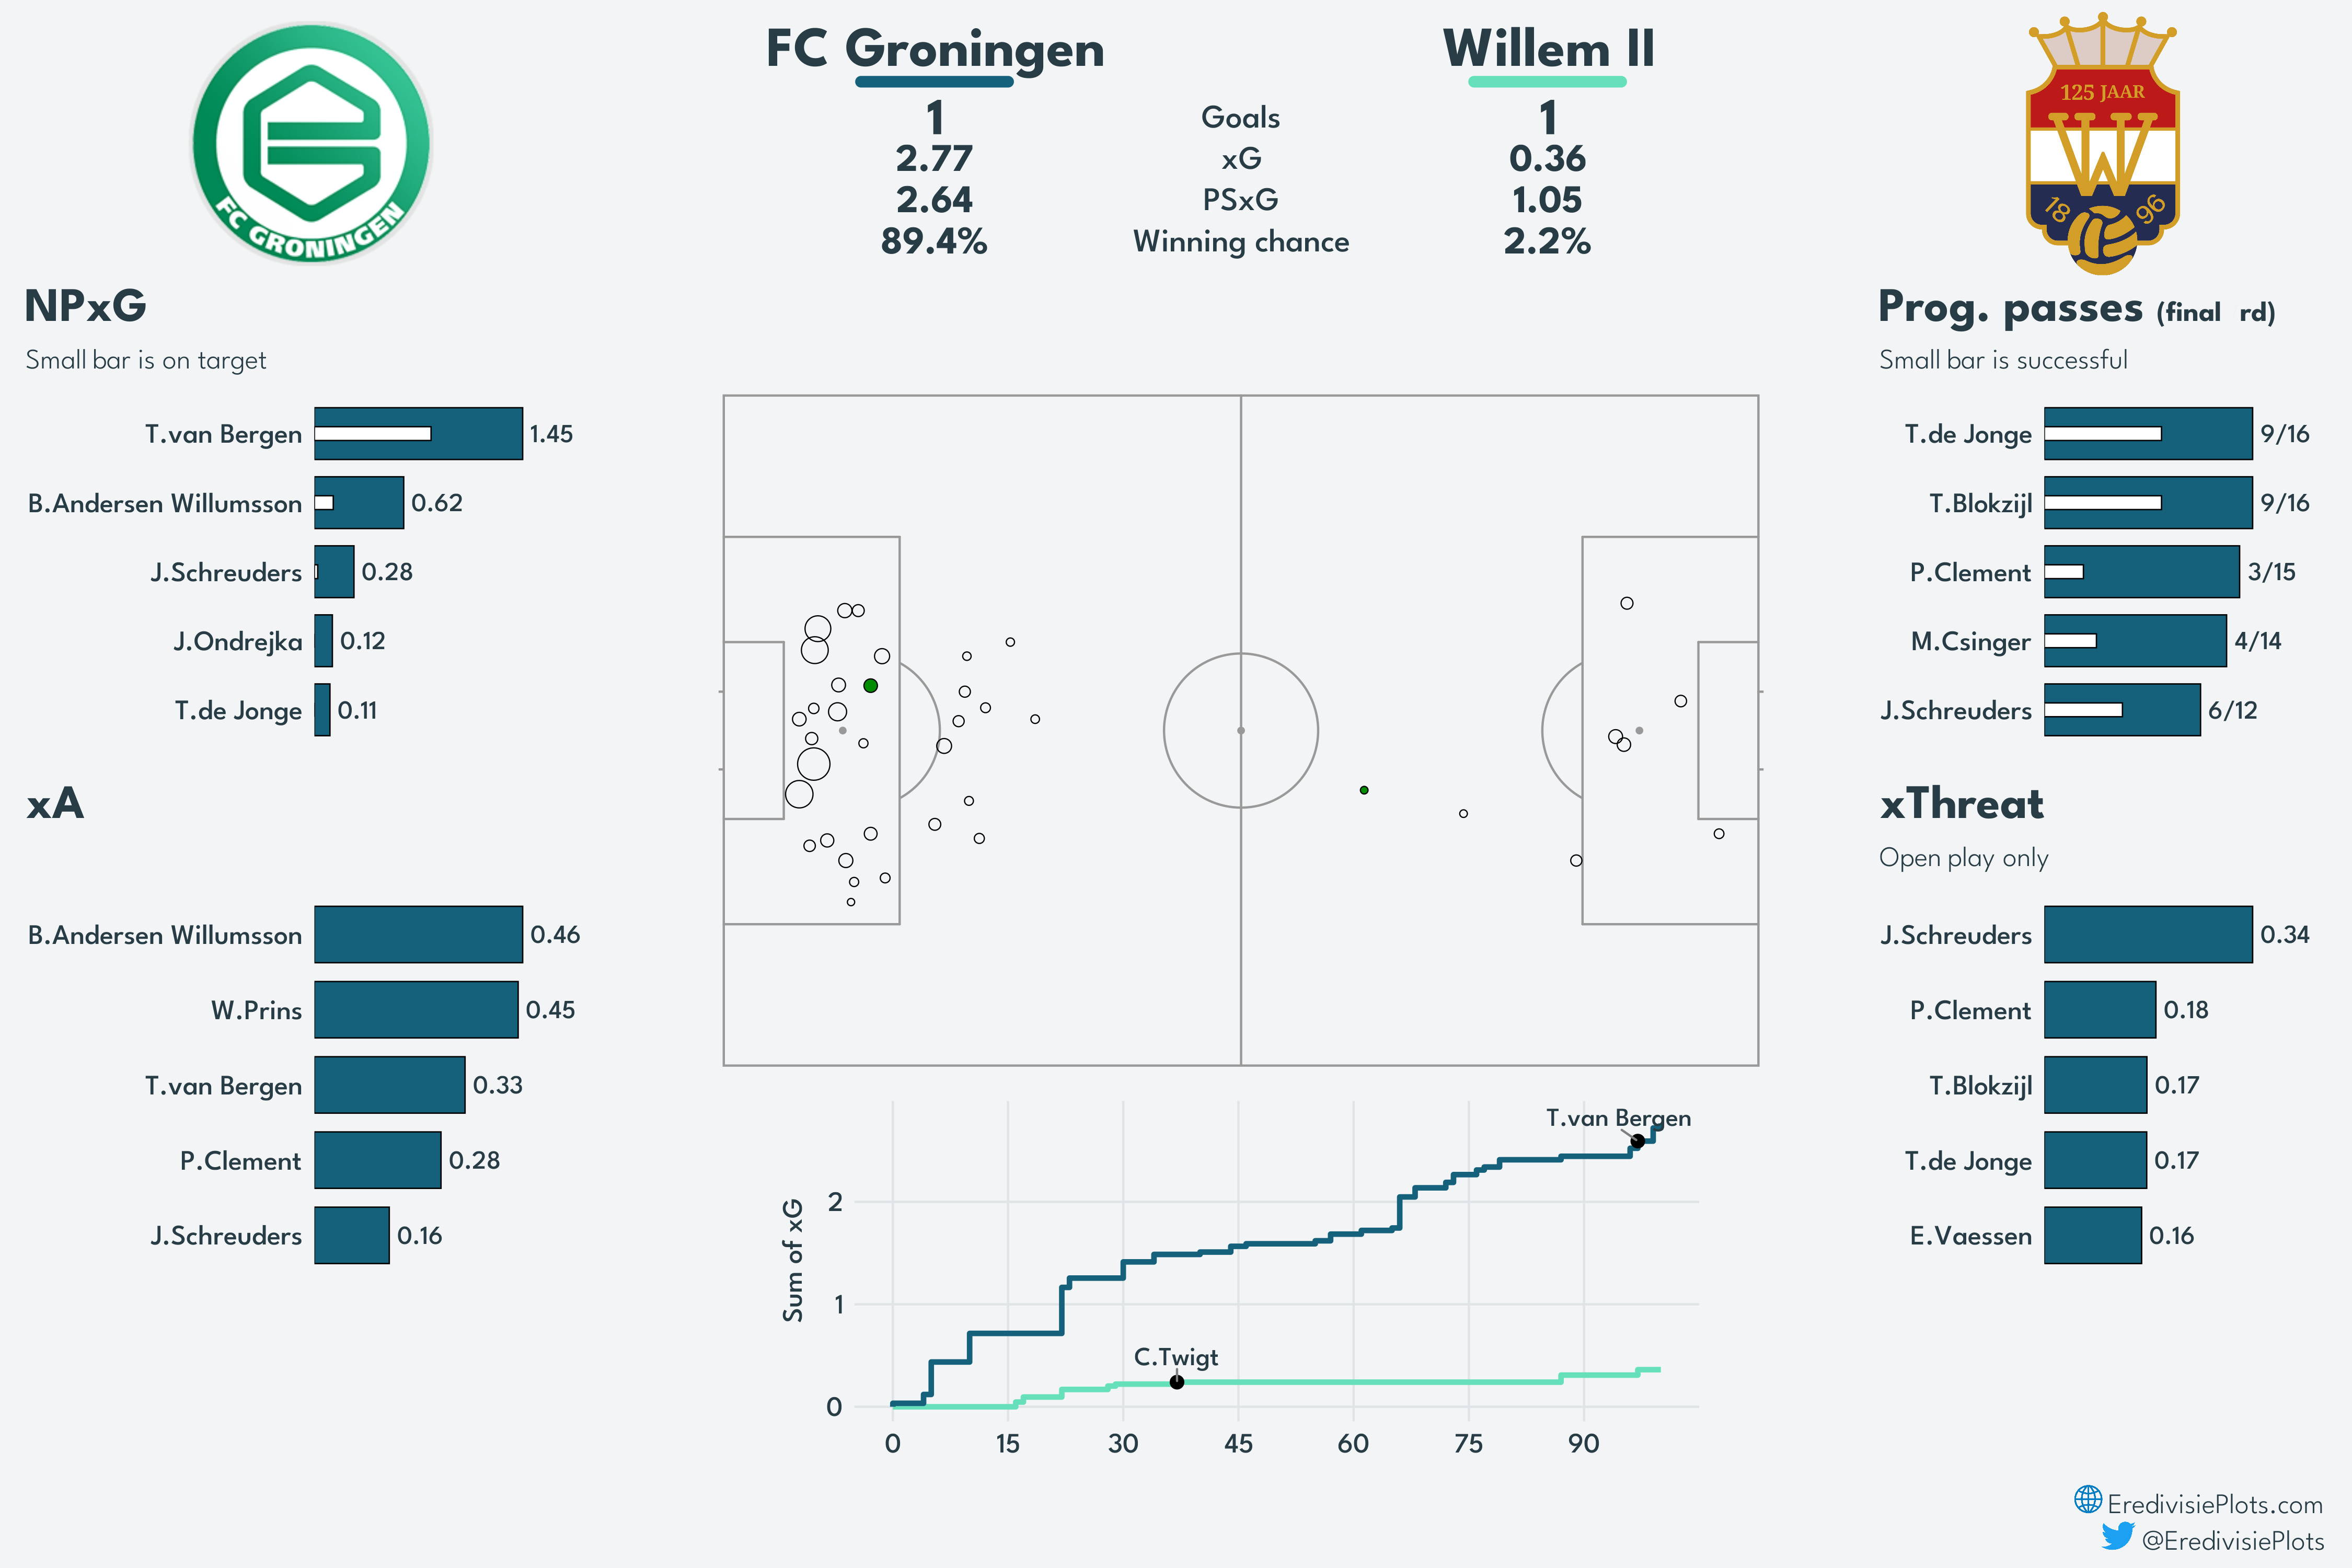 FC GRONINGEN
FC Groningen
Willem II
125 JAAR
W
18 96
1 Goals 1
2.77 xG 0.36
2.64 PSxG 1.05
89.4% Winning chance 2.2%
NPxG
Small bar is on target
T.van Bergen 1.45
B.Andersen Willumsson 0.62
J.Schreuders 0.28
J.Ondrejka 0.12
T.de Jonge 0.11
xA
B.Andersen Willumsson 0.46
W.Prins 0.45
T.van Bergen 0.33
P.Clement 0.28
J.Schreuders 0.16
T.van Bergen
C.Twigt
Sum of xG
2
1
0
0 15 30 45 60 75 90
Prog. passes (final rd)
Small bar is successful
T.de Jonge 9/16
T.Blokzijl 9/16
P.Clement 3/15
M.Csinger 4/14
J.Schreuders 6/12
xThreat
Open play only
J.Schreuders 0.34
P.Clement 0.18
T.Blokzijl 0.17
T.de Jonge 0.17
E.Vaessen 0.16
EredivisiePlots.com
@EredivisiePlots